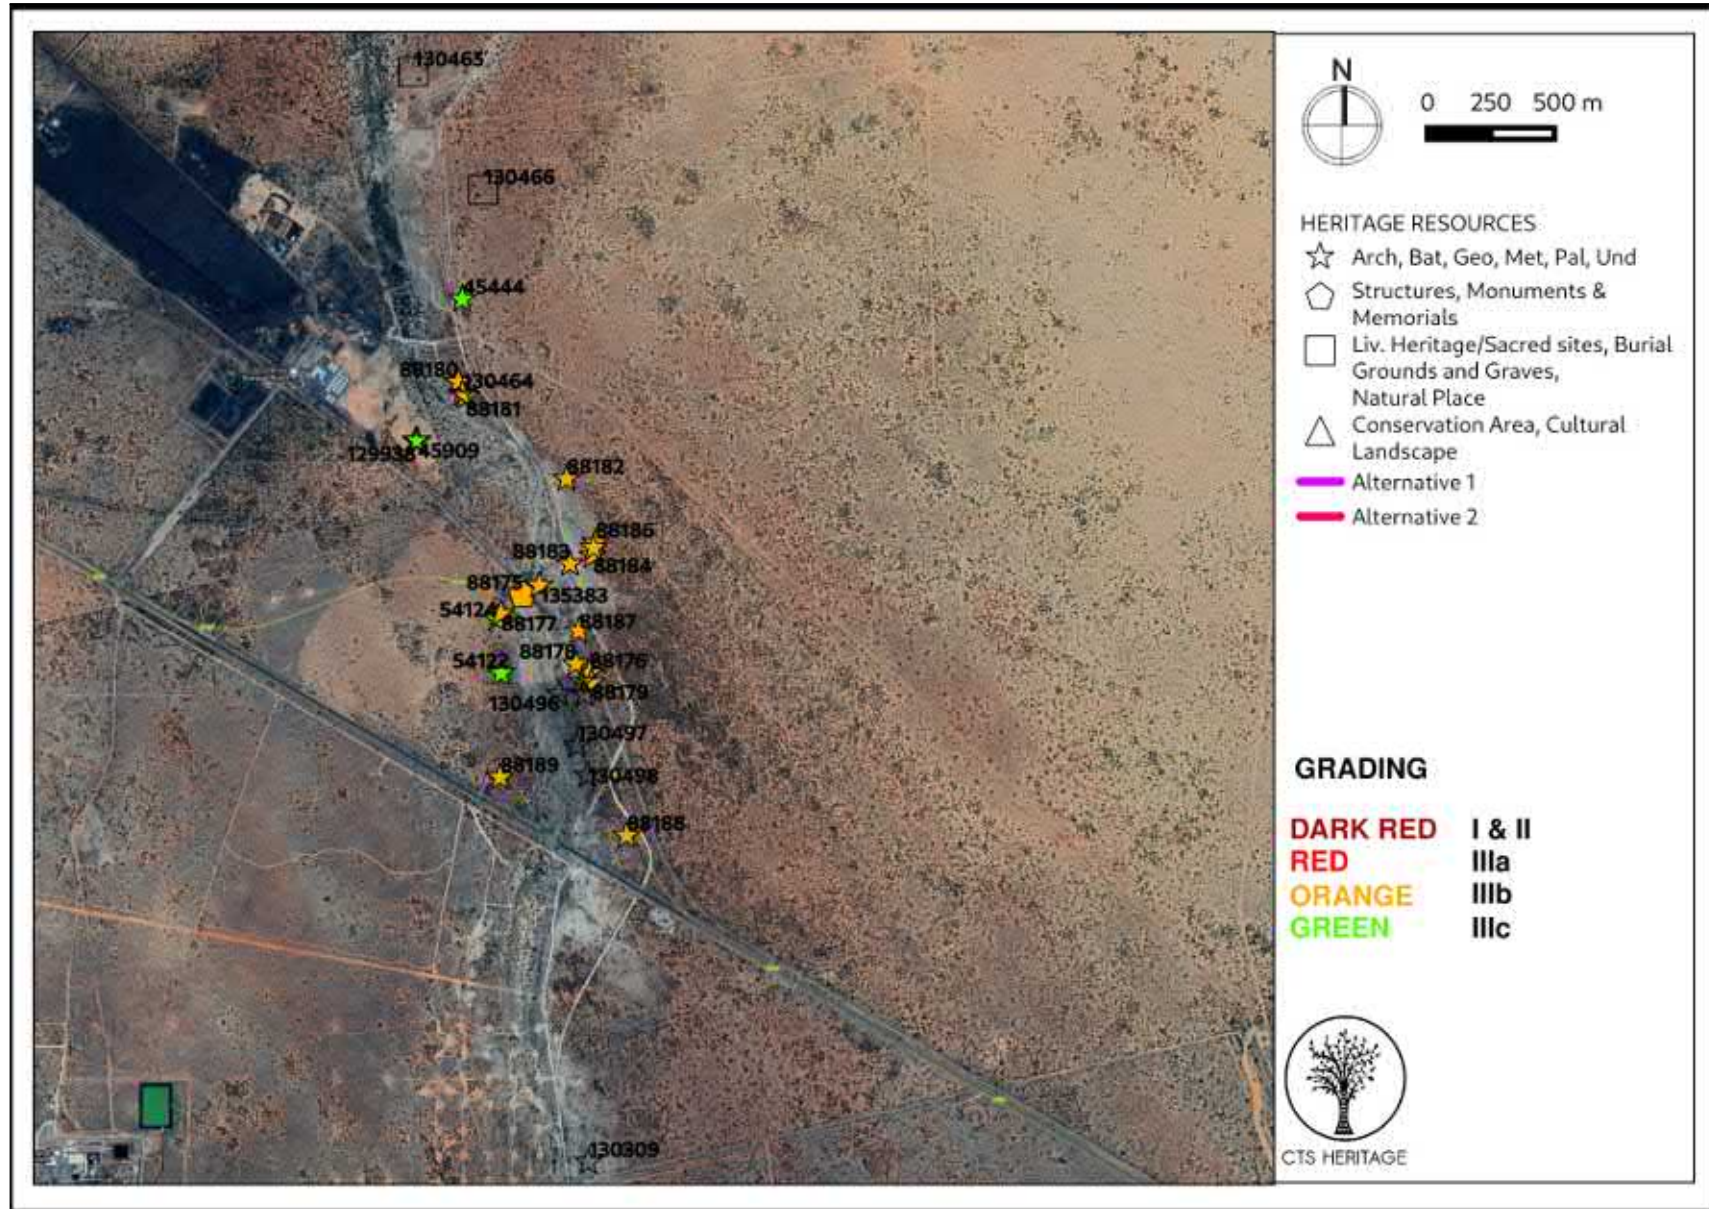 130465
130466
45444
88180
130464
88181
129938
45909
88182
88186
88183
88184
88175
135383
54124
88177
88187
88178
88176
54122
88179
130496
130497
88189
130498
88188
130309
N
0 250 500 m
HERITAGE RESOURCES
Arch, Bat, Geo, Met, Pal, Und
Structures, Monuments &
Memorials
Liv. Heritage/Sacred sites, Burial
Grounds and Graves,
Natural Place
Conservation Area, Cultural
Landscape
Alternative 1
Alternative 2
GRADING
DARK RED I & II
RED IIIa
ORANGE IIIb
GREEN IIIc
CTS HERITAGE